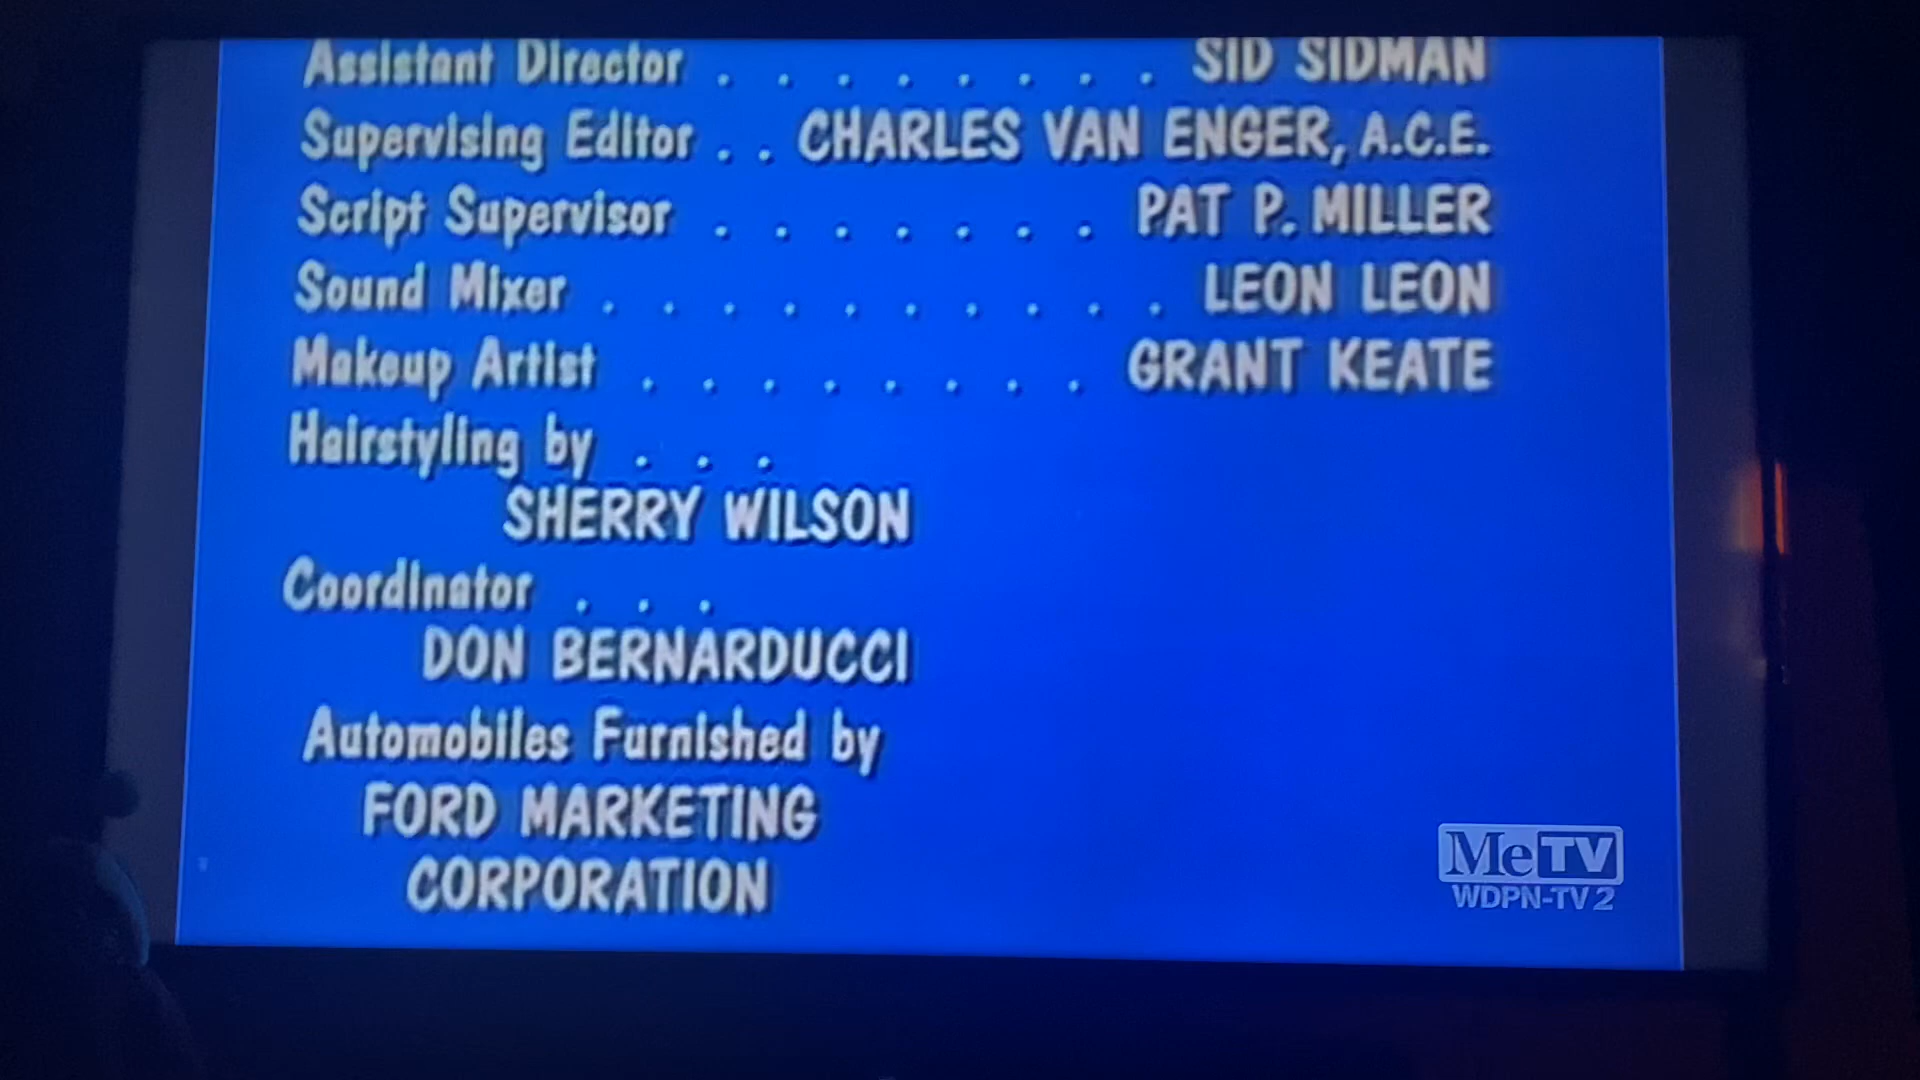 Assistant Director . . . . . . . . SID SIDMAN
Supervising Editor . . CHARLES VAN ENGER, A.C.E.
Script Supervisor . . . . . . . PAT P. MILLER
Sound Mixer . . . . . . . . . . LEON LEON
Makeup Artist . . . . . . . . GRANT KEATE
Hairstyling by . . .
SHERRY WILSON
Coordinator . . .
DON BERNARDUCCI
Automobiles Furnished by
FORD MARKETING
CORPORATION
MeTV
WDPN-TV 2